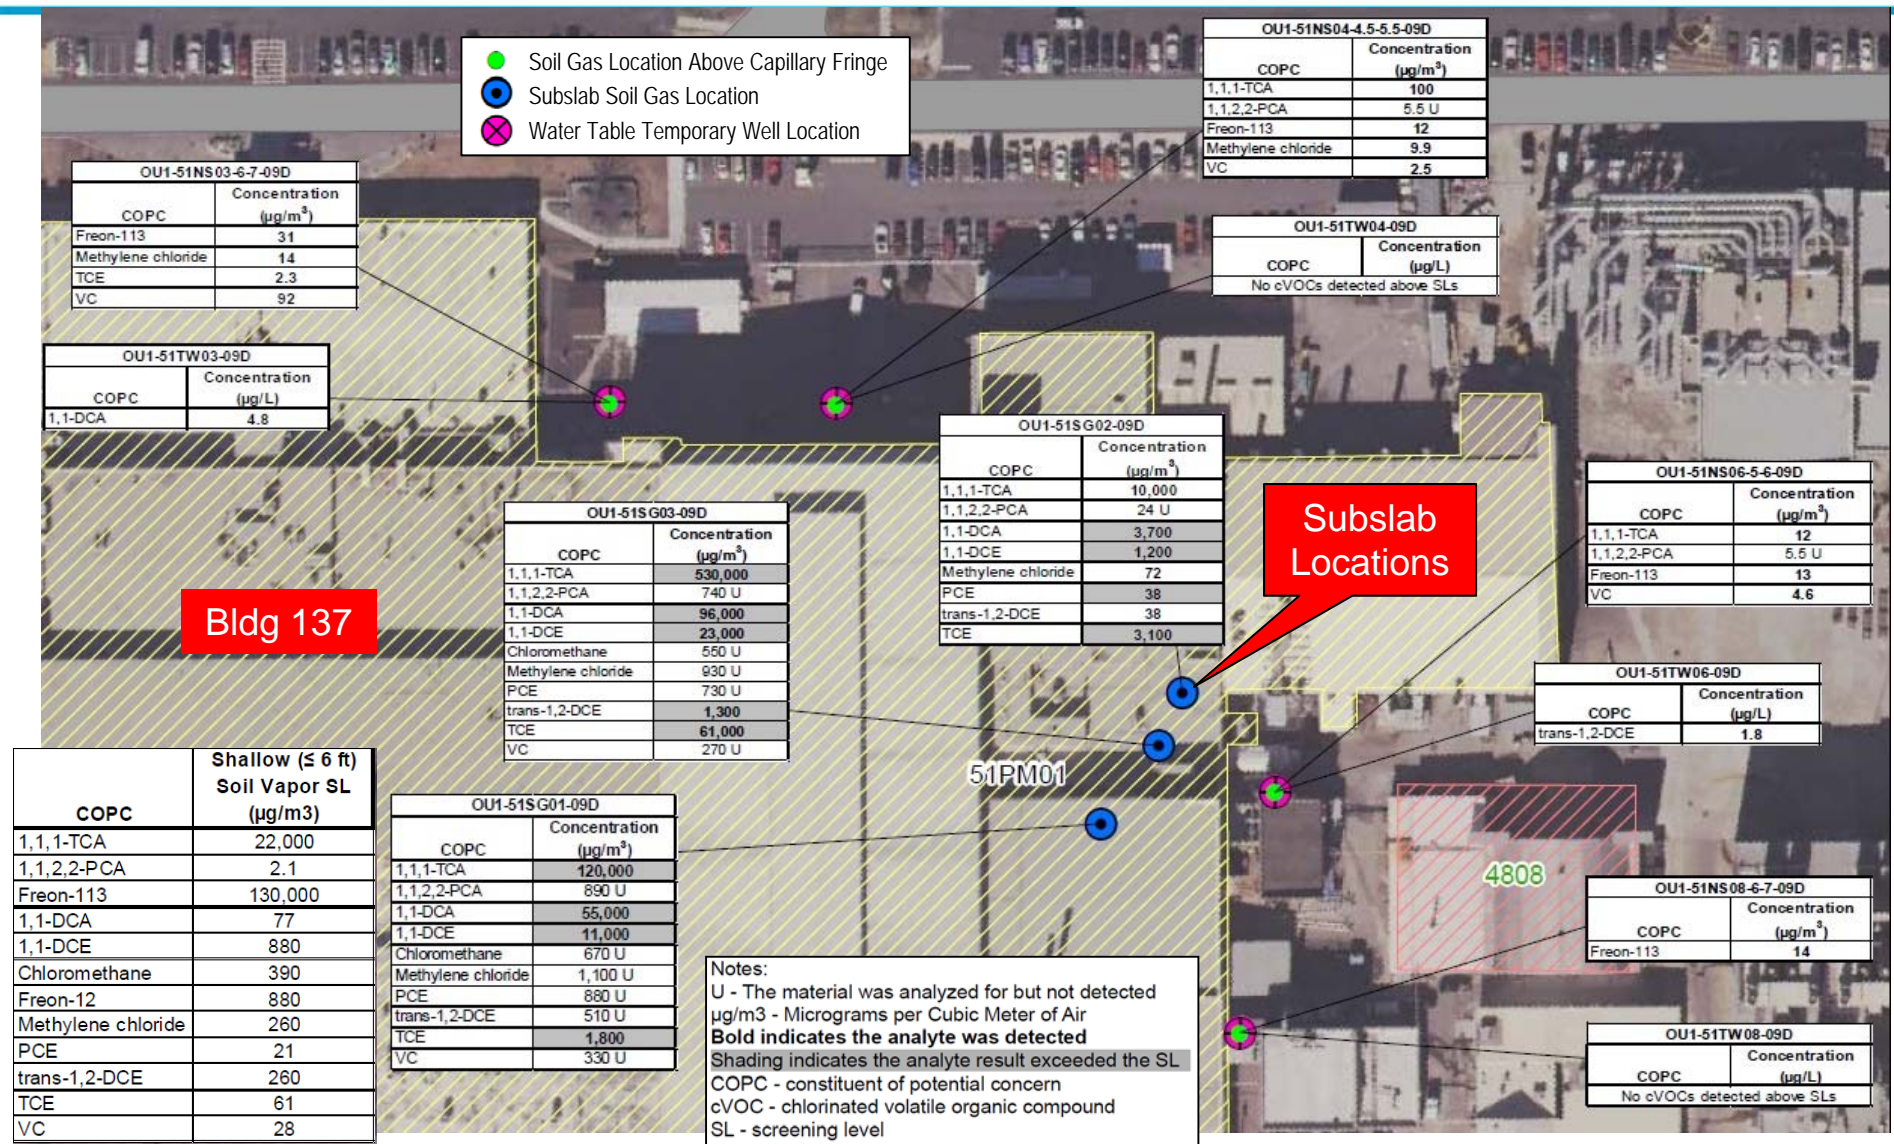 Soil Gas Location Above Capillary Fringe
Subslab Soil Gas Location
Water Table Temporary Well Location
OU1-51NS04-4.5-5.5-09D
COPC Concentration (µg/m³)
1,1,1-TCA 100
1,1,2,2-PCA 5.5 U
Freon-113 12
Methylene chloride 9.9
VC 2.5
OU1-51NS03-6-7-09D
COPC Concentration (µg/m³)
Freon-113 31
Methylene chloride 14
TCE 2.3
VC 92
OU1-51TW04-09D
COPC Concentration (µg/L)
No cVOCs detected above SLs
OU1-51TW03-09D
COPC Concentration (µg/L)
1,1-DCA 4.8
OU1-51SG02-09D
COPC Concentration (µg/m³)
1,1,1-TCA 10,000
1,1,2,2-PCA 24 U
1,1-DCA 3,700
1,1-DCE 1,200
Methylene chloride 72
PCE 38
trans-1,2-DCE 38
TCE 3,100
Subslab
Locations
OU1-51NS06-5-6-09D
COPC Concentration (µg/m³)
1,1,1-TCA 12
1,1,2,2-PCA 5.5 U
Freon-113 13
VC 4.6
OU1-51SG03-09D
COPC Concentration (µg/m³)
1,1,1-TCA 530,000
1,1,2,2-PCA 740 U
1,1-DCA 96,000
1,1-DCE 23,000
Chloromethane 550 U
Methylene chloride 930 U
PCE 730 U
trans-1,2-DCE 1,300
TCE 61,000
VC 270 U
Bldg 137
OU1-51TW06-09D
COPC Concentration (µg/L)
trans-1,2-DCE 1.8
51PM01
COPC Shallow (≤ 6 ft) Soil Vapor SL (µg/m3)
1,1,1-TCA 22,000
1,1,2,2-PCA 2.1
Freon-113 130,000
1,1-DCA 77
1,1-DCE 880
Chloromethane 390
Freon-12 880
Methylene chloride 260
PCE 21
trans-1,2-DCE 260
TCE 61
VC 28
OU1-51SG01-09D
COPC Concentration (µg/m³)
1,1,1-TCA 120,000
1,1,2,2-PCA 890 U
1,1-DCA 55,000
1,1-DCE 11,000
Chloromethane 670 U
Methylene chloride 1,100 U
PCE 880 U
trans-1,2-DCE 510 U
TCE 1,800
VC 330 U
4808
OU1-51NS08-6-7-09D
COPC Concentration (µg/m³)
Freon-113 14
Notes:
U - The material was analyzed for but not detected
µg/m3 - Micrograms per Cubic Meter of Air
Bold indicates the analyte was detected
Shading indicates the analyte result exceeded the SL
COPC - constituent of potential concern
cVOC - chlorinated volatile organic compound
SL - screening level
OU1-51TW08-09D
COPC Concentration (µg/L)
No cVOCs detected above SLs